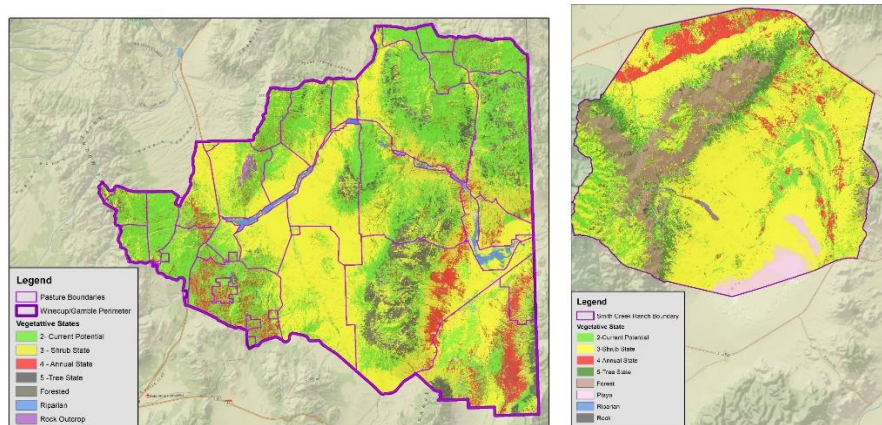 Legend
Pasture Boundaries
Winecup/Gamble Perimeter
Vegetattive States
2- Current Potential
3 - Shrub State
4 - Annual State
5 -Tree State
Forested
Riparian
Rock Outcrop
Legend
Smith Creek Ranch Boundary
Vegetative State
2-Current Potential
3-Shrub State
4-Annual State
5-Tree State
Forest
Playa
Riparian
Rock